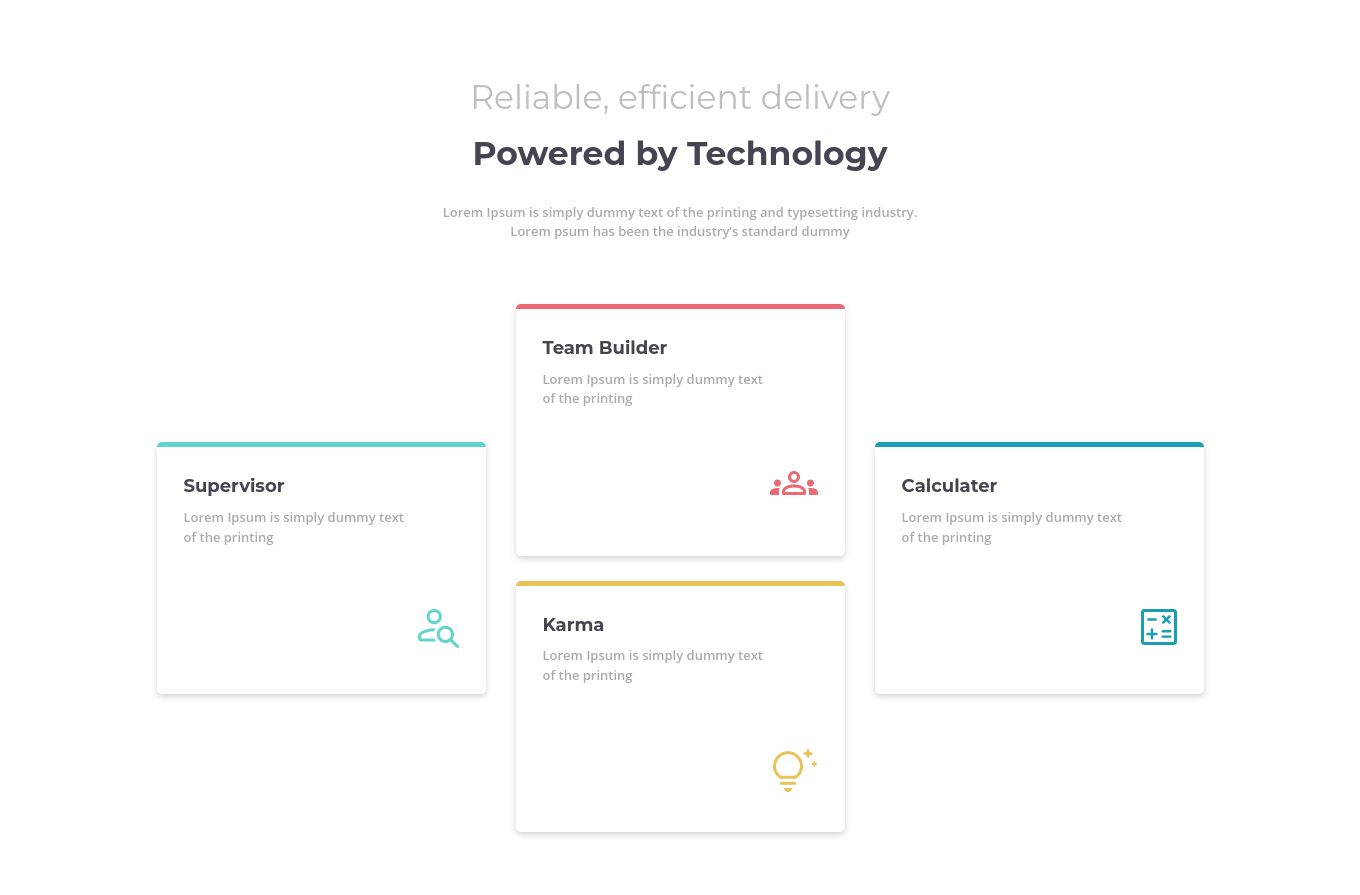 Reliable, efficient delivery
Powered by Technology
Lorem Ipsum is simply dummy text of the printing and typesetting industry.
Lorem psum has been the industry’s standard dummy
Team Builder
Lorem Ipsum is simply dummy text
of the printing
Supervisor
Lorem Ipsum is simply dummy text
of the printing
Calculater
Lorem Ipsum is simply dummy text
of the printing
Karma
Lorem Ipsum is simply dummy text
of the printing